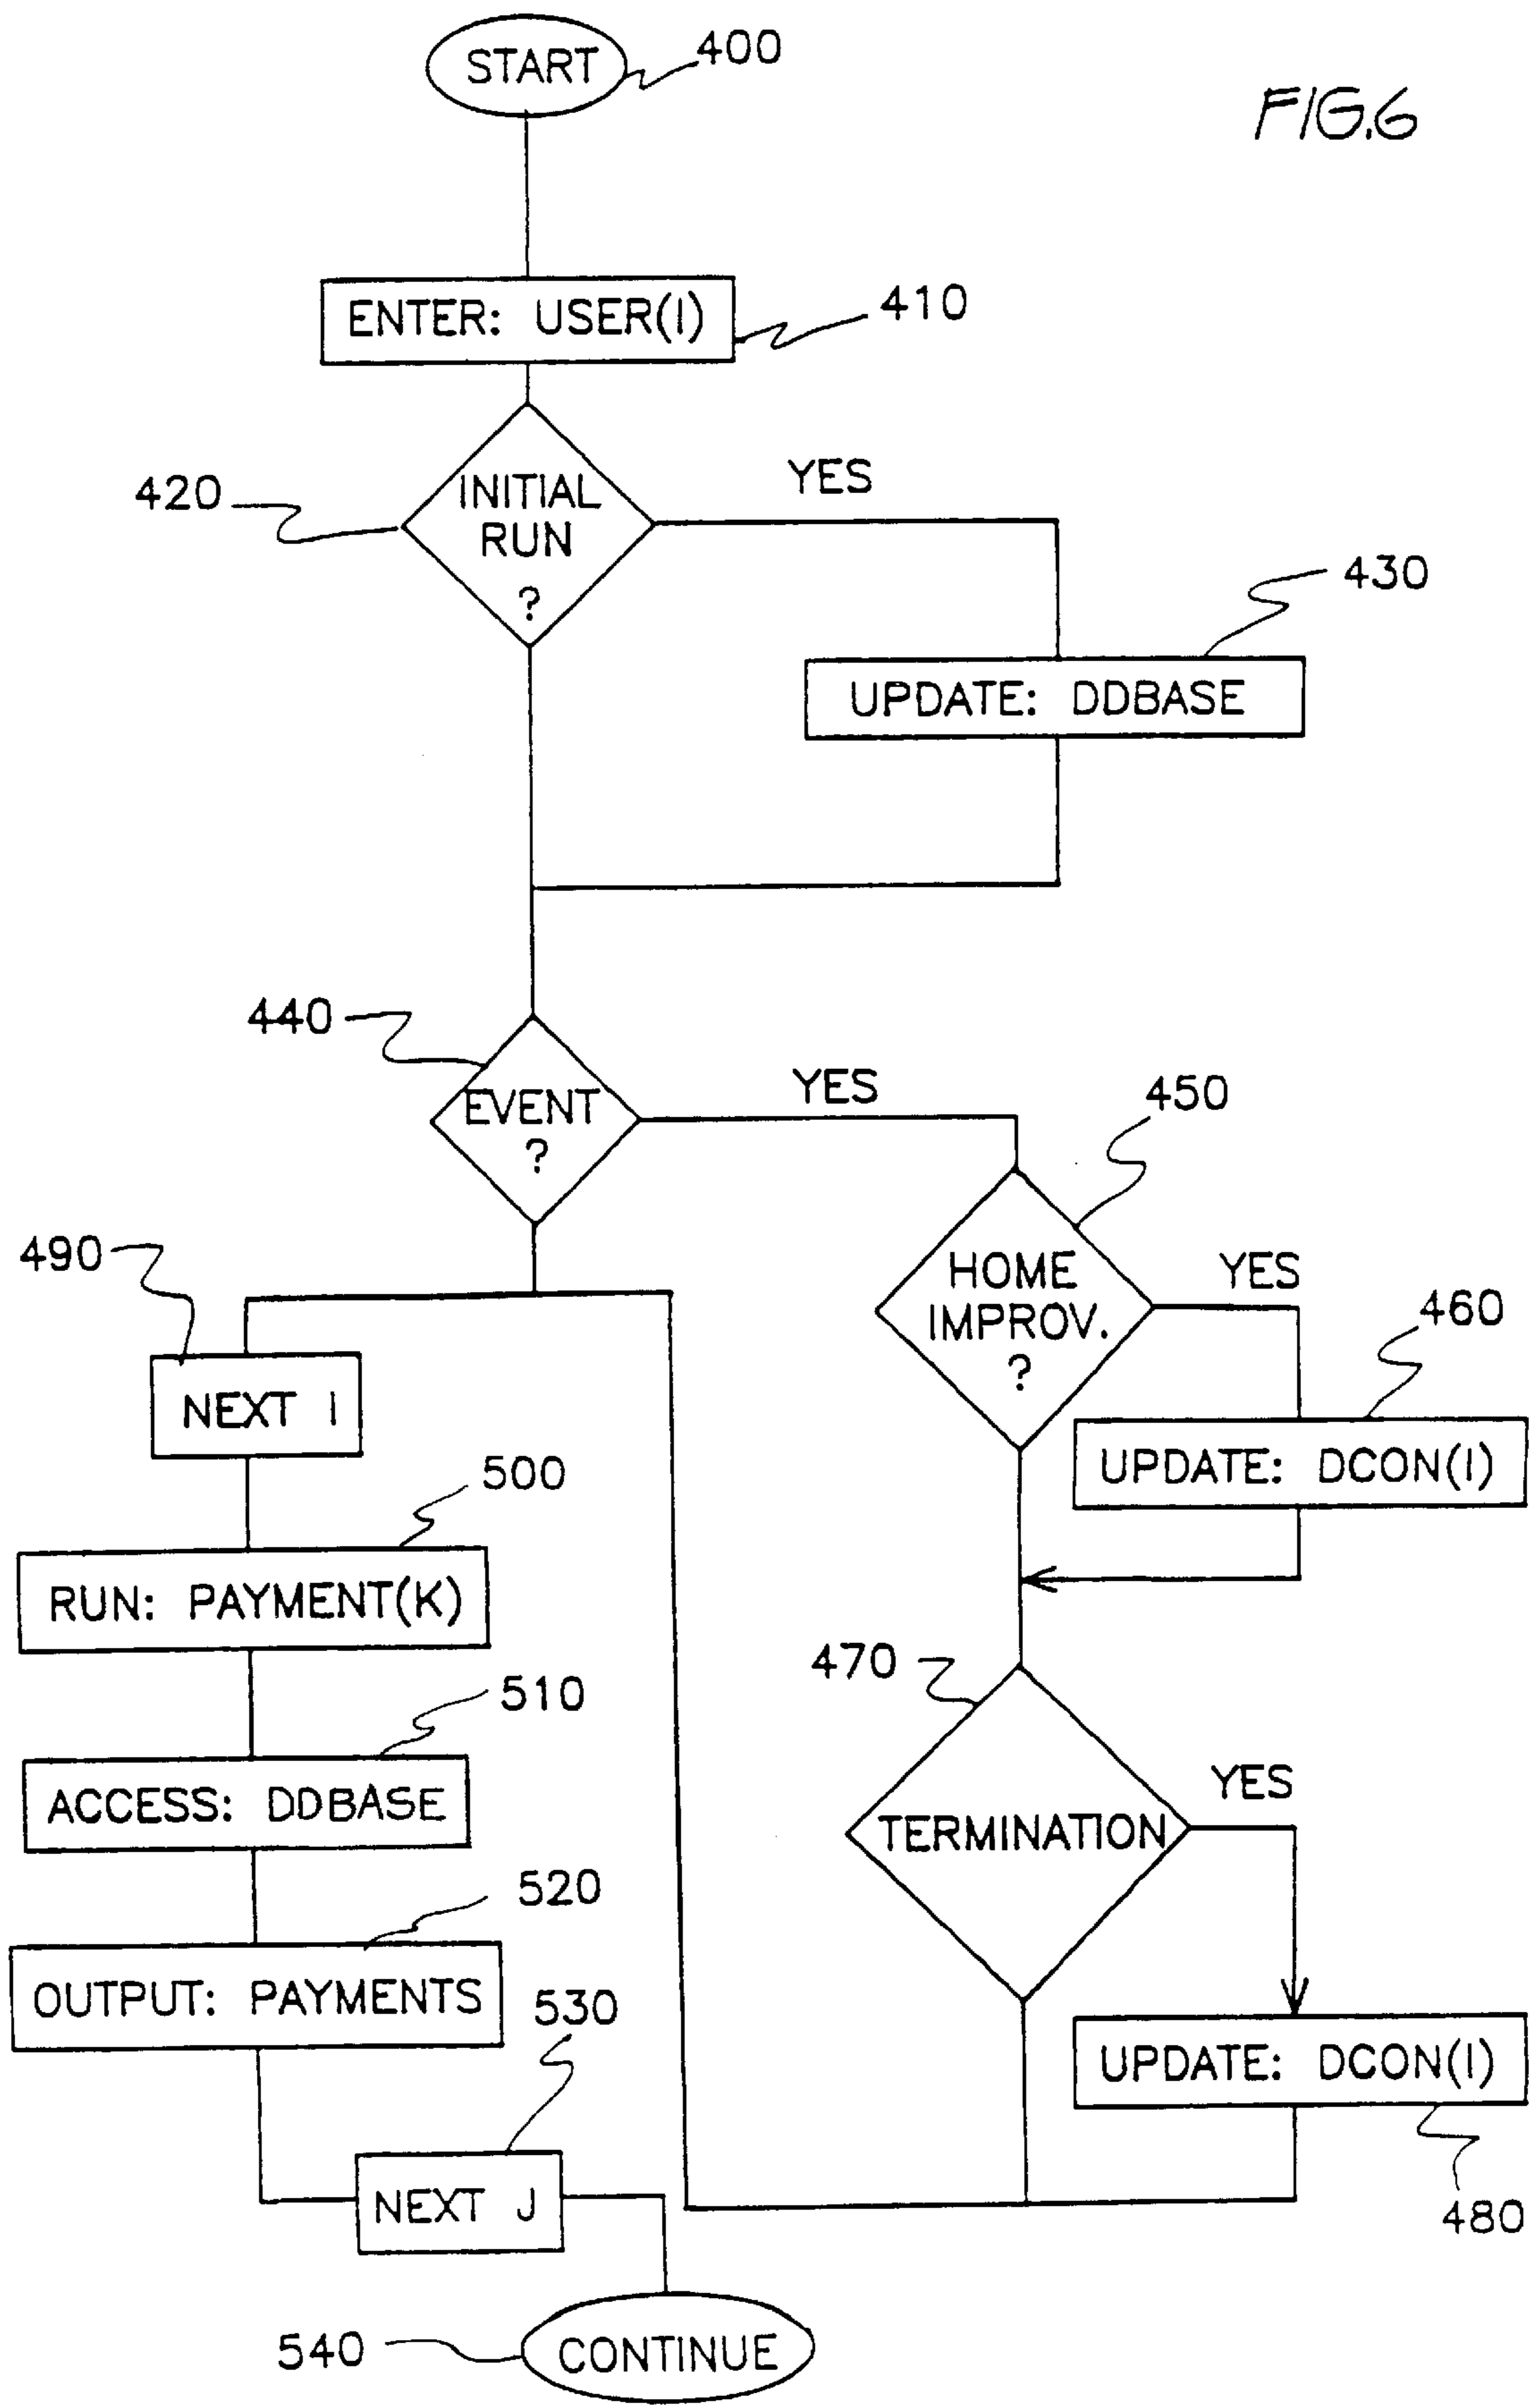 START
400
FIG.6
ENTER: USER(I)
410
420
INITIAL
RUN
?
YES
430
UPDATE: DDBASE
440
EVENT
?
YES
450
HOME
IMPROV.
?
YES
460
UPDATE: DCON(I)
490
NEXT I
500
RUN: PAYMENT(K)
470
TERMINATION
YES
510
ACCESS: DDBASE
520
OUTPUT: PAYMENTS
530
NEXT J
UPDATE: DCON(I)
480
540
CONTINUE